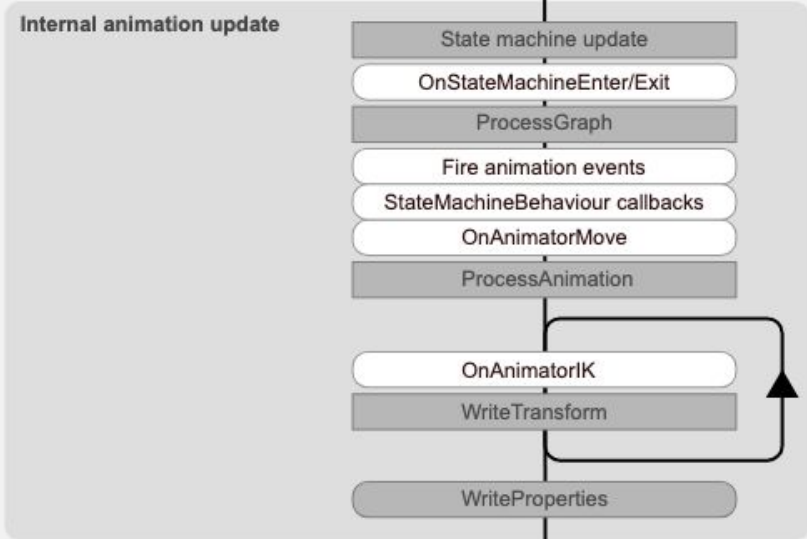 Internal animation update
State machine update
OnStateMachineEnter/Exit
ProcessGraph
Fire animation events
StateMachineBehaviour callbacks
OnAnimatorMove
ProcessAnimation
OnAnimatorIK
WriteTransform
WriteProperties